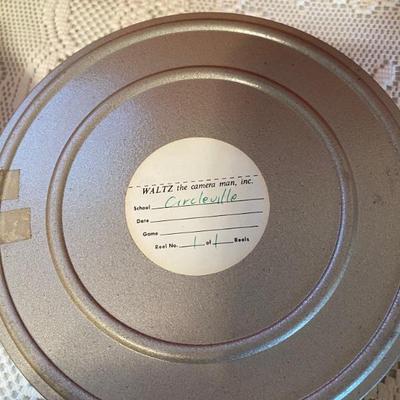 WALTZ the camera man, inc.
School Circleville
Date
Game
Reel No. 1 of 1 Reels